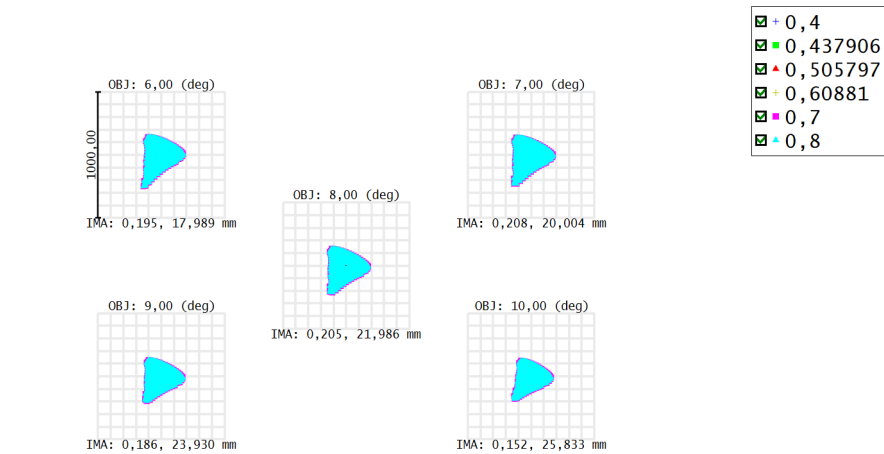 0,4
0,437906
0,505797
0,60881
0,7
0,8
OBJ: 6,00 (deg)
1000,00
IMA: 0,195, 17,989 mm
OBJ: 7,00 (deg)
IMA: 0,208, 20,004 mm
OBJ: 8,00 (deg)
IMA: 0,205, 21,986 mm
OBJ: 9,00 (deg)
IMA: 0,186, 23,930 mm
OBJ: 10,00 (deg)
IMA: 0,152, 25,833 mm